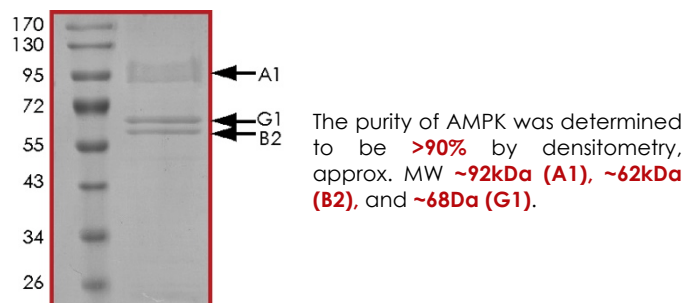 170
130
95
72
55
43
34
26
A1
G1
B2
The purity of AMPK was determined
to be >90% by densitometry,
approx. MW ~92kDa (A1), ~62kDa
(B2), and ~68Da (G1).